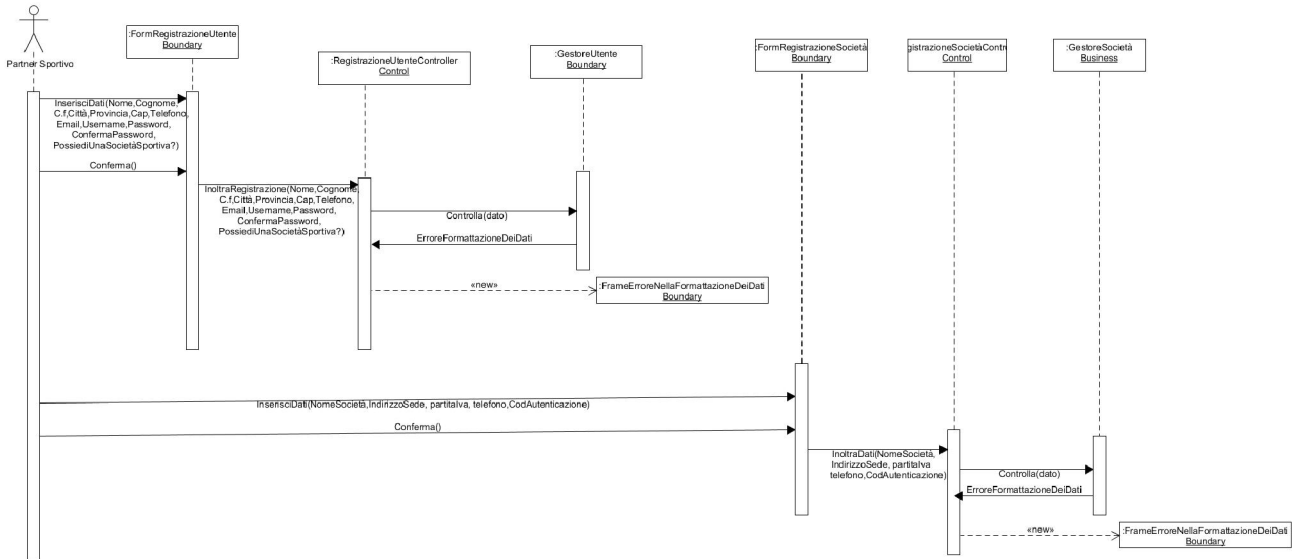 Partner Sportivo
:FormRegistrazioneUtente
Boundary
:RegistrazioneUtenteController
Control
:GestoreUtente
Boundary
:FormRegistrazioneSocietà
Boundary
gistrazioneSocietàContr
Control
:GestoreSocietà
Business
InserisciDati(Nome,Cognome,
C.f,Città,Provincia,Cap,Telefono,
Email,Username,Password,
ConfermaPassword,
PossiediUnaSocietàSportiva?)
Conferma()
InoltraRegistrazione(Nome,Cognome,
C.f,Città,Provincia,Cap,Telefono,
Email,Username,Password,
ConfermaPassword,
PossiediUnaSocietàSportiva?)
Controlla(dato)
ErroreFormattazioneDeiDati
«new»
:FrameErroreNellaFormattazioneDeiDati
Boundary
InserisciDati(NomeSocietà,IndirizzoSede, partitaIva, telefono,CodAutenticazione)
Conferma()
InoltraDati(NomeSocietà,
IndirizzoSede, partitaIva
telefono,CodAutenticazione)
Controlla(dato)
ErroreFormattazioneDeiDati
«new»
:FrameErroreNellaFormattazioneDeiDati
Boundary